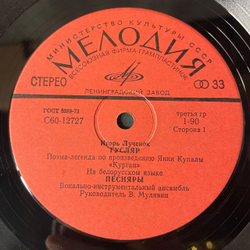 МИНИСТЕРСТВО КУЛЬТУРЫ СССР
МЕЛОДИЯ
ВСЕСОЮЗНАЯ ФИРМА ГРАМПЛАСТИНОК
СТЕРЕО 33
ЛЕНИНГРАДСКИЙ ЗАВОД
ГОСТ 5289-73
С60-12727
третья гр
1-90
Сторона 1
Игорь Лученок
ГУСЛЯР
Поэма-легенда по произведению Янки Купалы
«Курган»
На белорусском языке
ПЕСНЯРЫ
Вокально-инструментальный ансамбль
Руководитель В. Мулявин